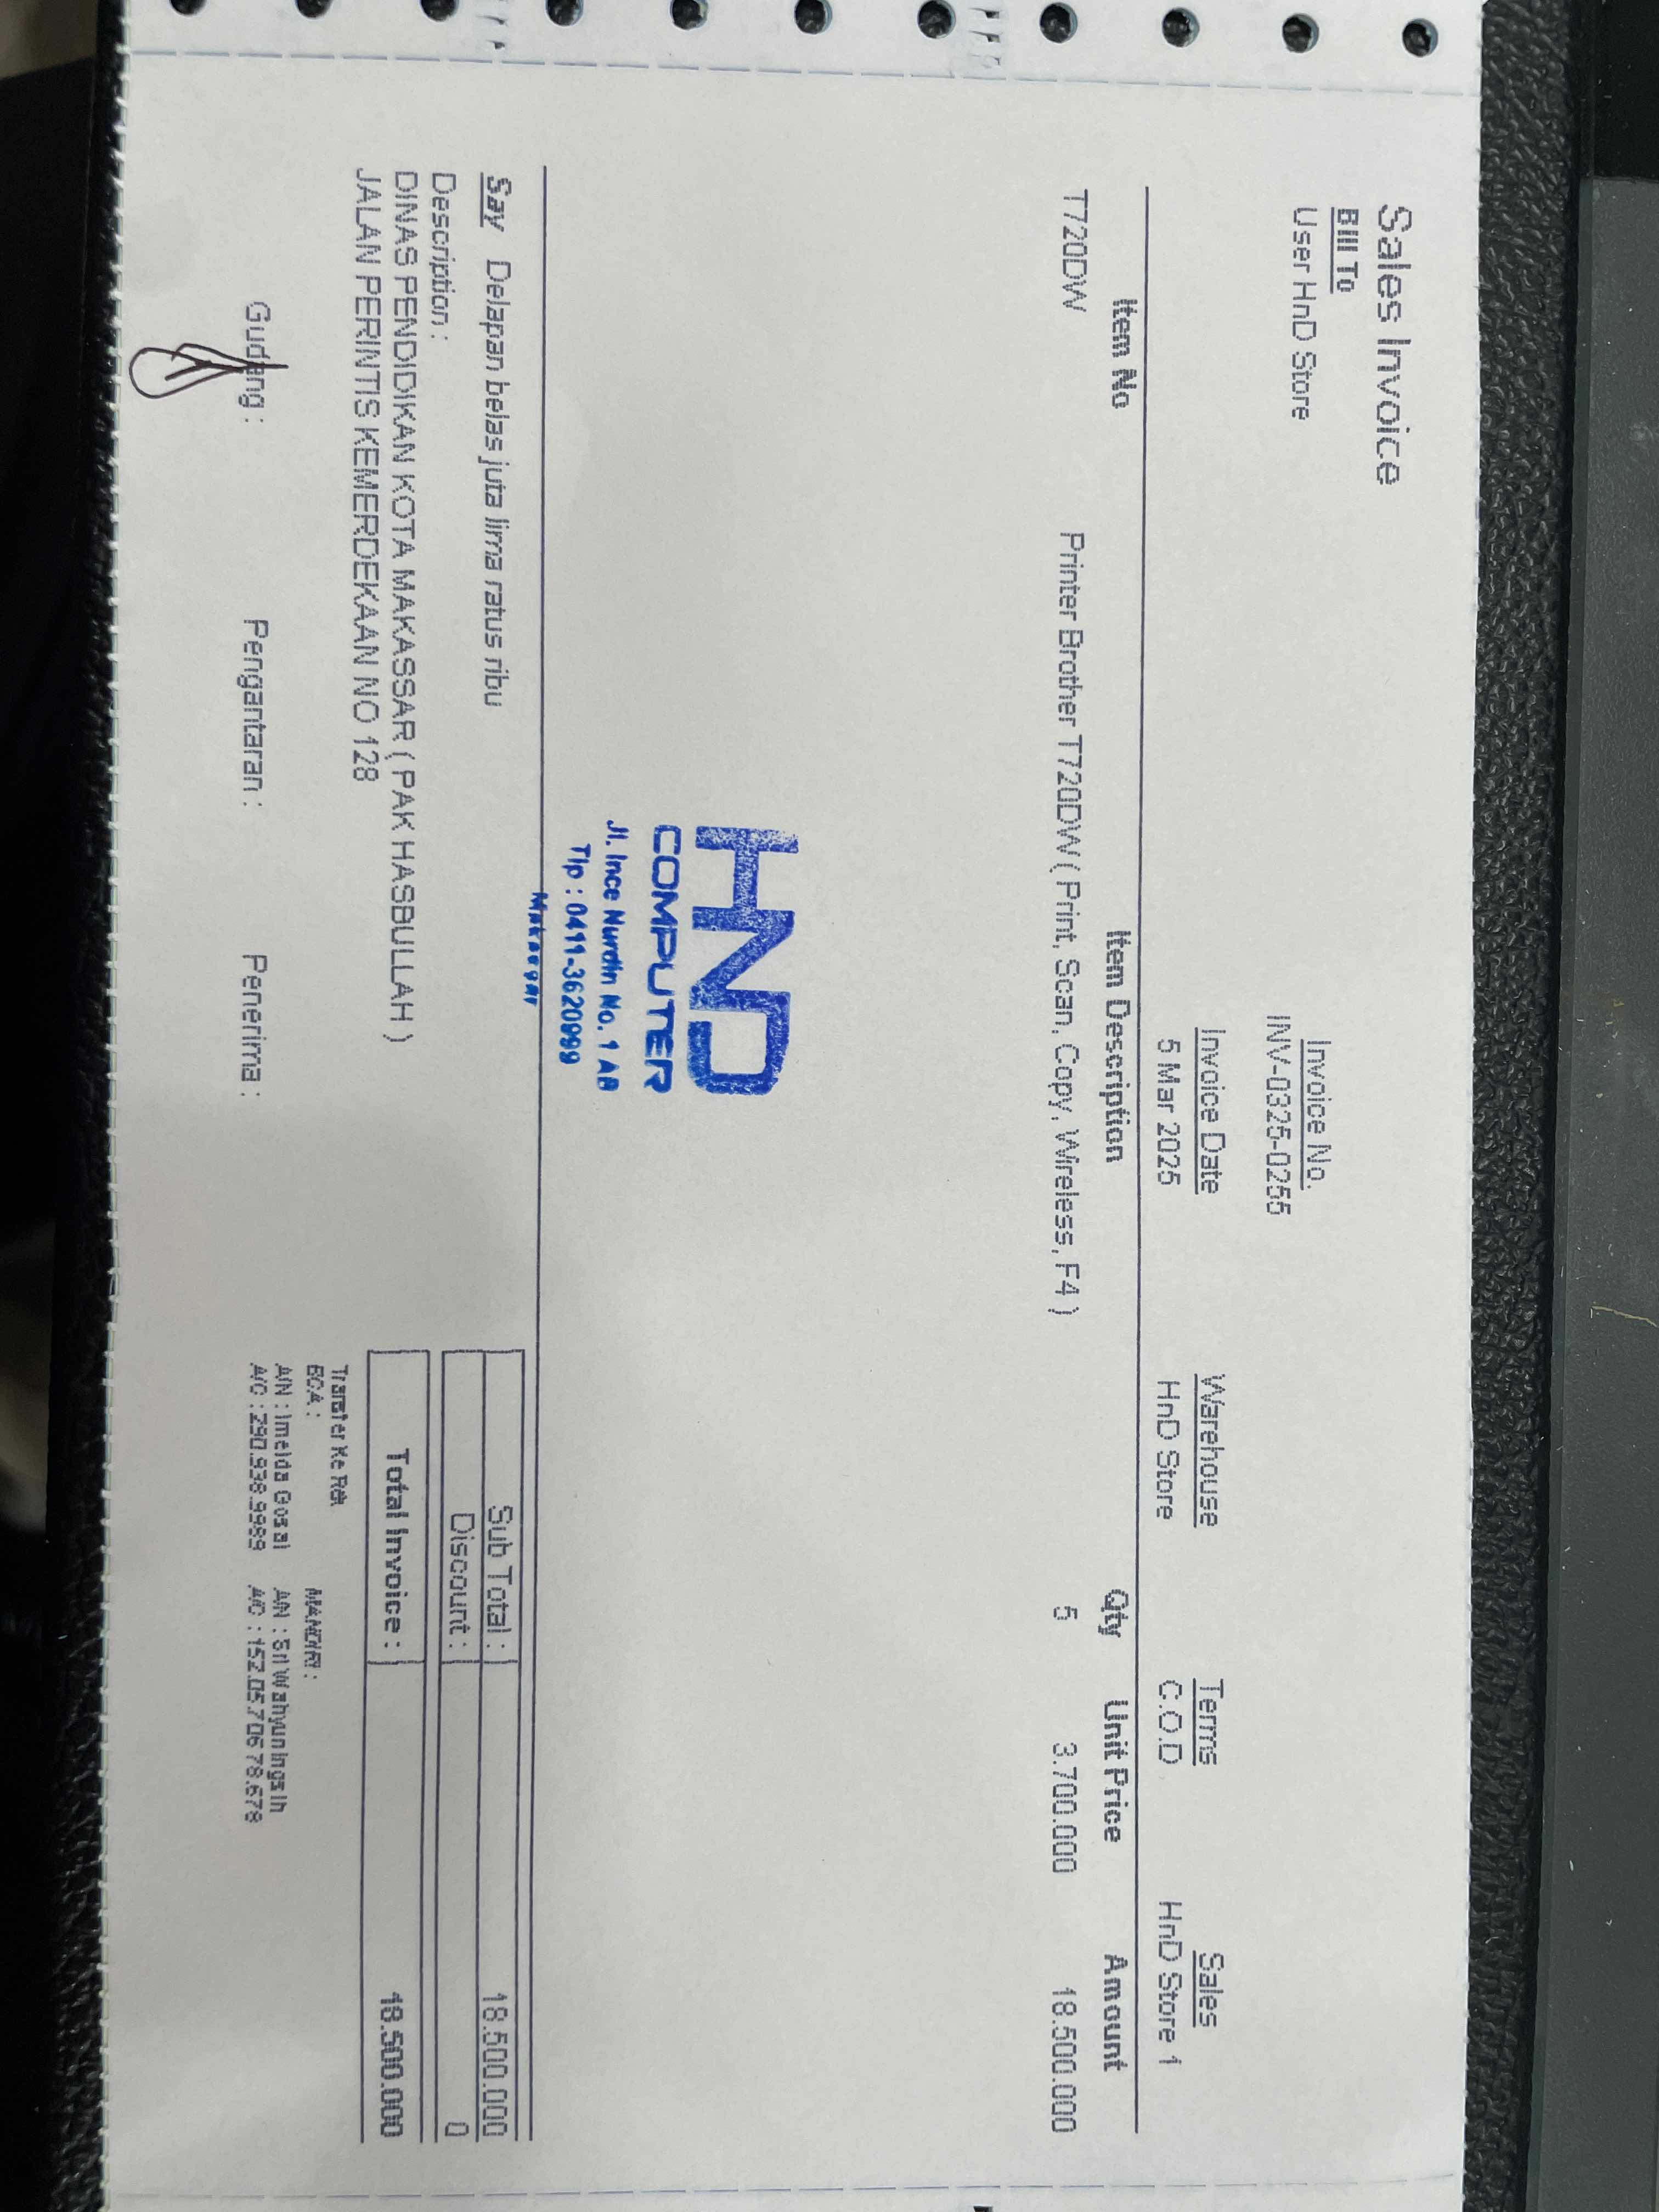 Sales Invoice
Bill To
User HnD Store
Invoice No.
INV-0325-0255
Invoice Date Warehouse Terms Sales
5 Mar 2025 HnD Store C.O.D HnD Store 1
Item No Item Description Qty Unit Price Amount
T720DW Printer Brother T720DW ( Print, Scan, Copy, Wireless, F4 ) 5 3.700.000 18.500.000
HND
COMPUTER
Jl. Ince Nurdin No. 1 AB
Tlp : 0411-3620999
Makassar
Say Delapan belas juta lima ratus ribu
Sub Total : 18.500.000
Discount : 0
Total Invoice : 18.500.000
Description :
DINAS PENDIDIKAN KOTA MAKASSAR ( PAK HASBULLAH )
JALAN PERINTIS KEMERDEKAAN NO 128
Gudang : Pengantaran : Penerima :
Transfer Ke Rek
BCA : MANDIRI :
A/N : Imelda Gosal A/N : Sri Wahyuningsih
A/C : 290.938.9989 A/C : 152.05.706.78.678